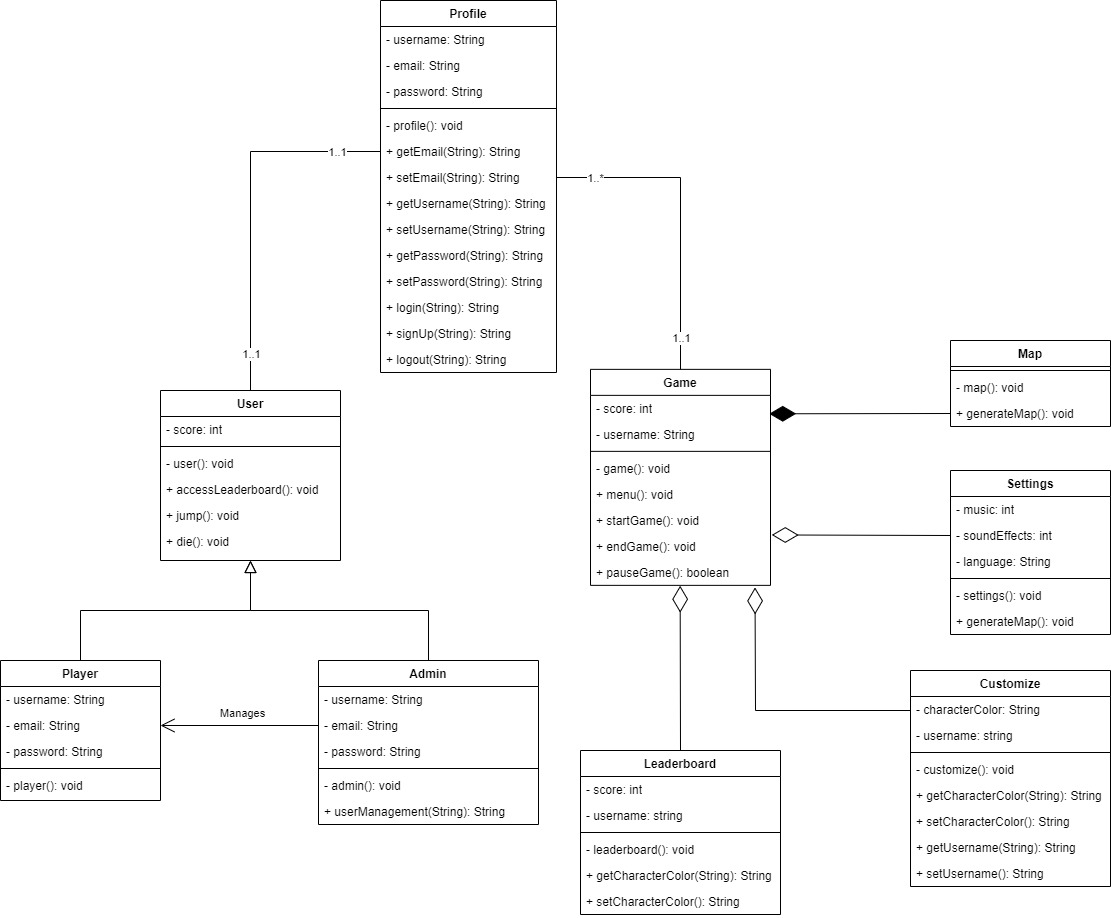 Profile
- username: String
- email: String
- password: String
- profile(): void
+ getEmail(String): String
+ setEmail(String): String
+ getUsername(String): String
+ setUsername(String): String
+ getPassword(String): String
+ setPassword(String): String
+ login(String): String
+ signUp(String): String
+ logout(String): String
1..1
1..*
1..1
1..1
User
- score: int
- user(): void
+ accessLeaderboard(): void
+ jump(): void
+ die(): void
Game
- score: int
- username: String
- game(): void
+ menu(): void
+ startGame(): void
+ endGame(): void
+ pauseGame(): boolean
Map
- map(): void
+ generateMap(): void
Settings
- music: int
- soundEffects: int
- language: String
- settings(): void
+ generateMap(): void
Player
- username: String
- email: String
- password: String
- player(): void
Manages
Admin
- username: String
- email: String
- password: String
- admin(): void
+ userManagement(String): String
Leaderboard
- score: int
- username: string
- leaderboard(): void
+ getCharacterColor(String): String
+ setCharacterColor(): String
Customize
- characterColor: String
- username: string
- customize(): void
+ getCharacterColor(String): String
+ setCharacterColor(): String
+ getUsername(String): String
+ setUsername(): String